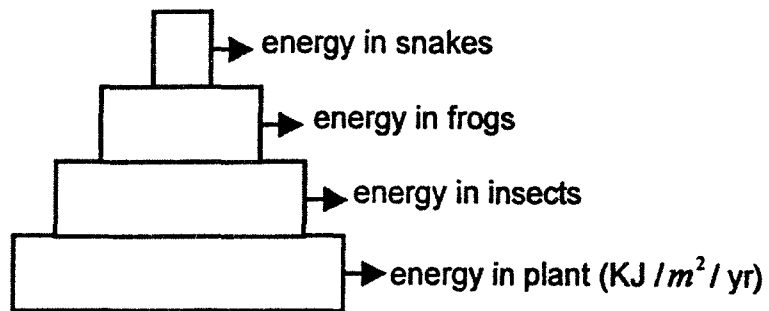 energy in snakes
energy in frogs
energy in insects
energy in plant (KJ /m²/ yr)